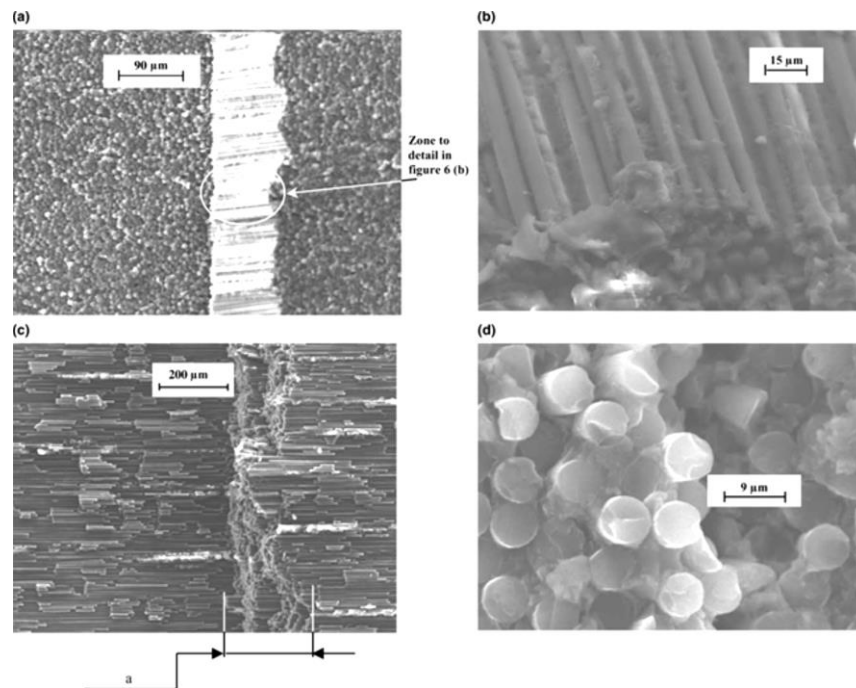 (a)
90 µm
Zone to
detail in
figure 6 (b)
(b)
15 µm
(c)
200 µm
a
(d)
9 µm